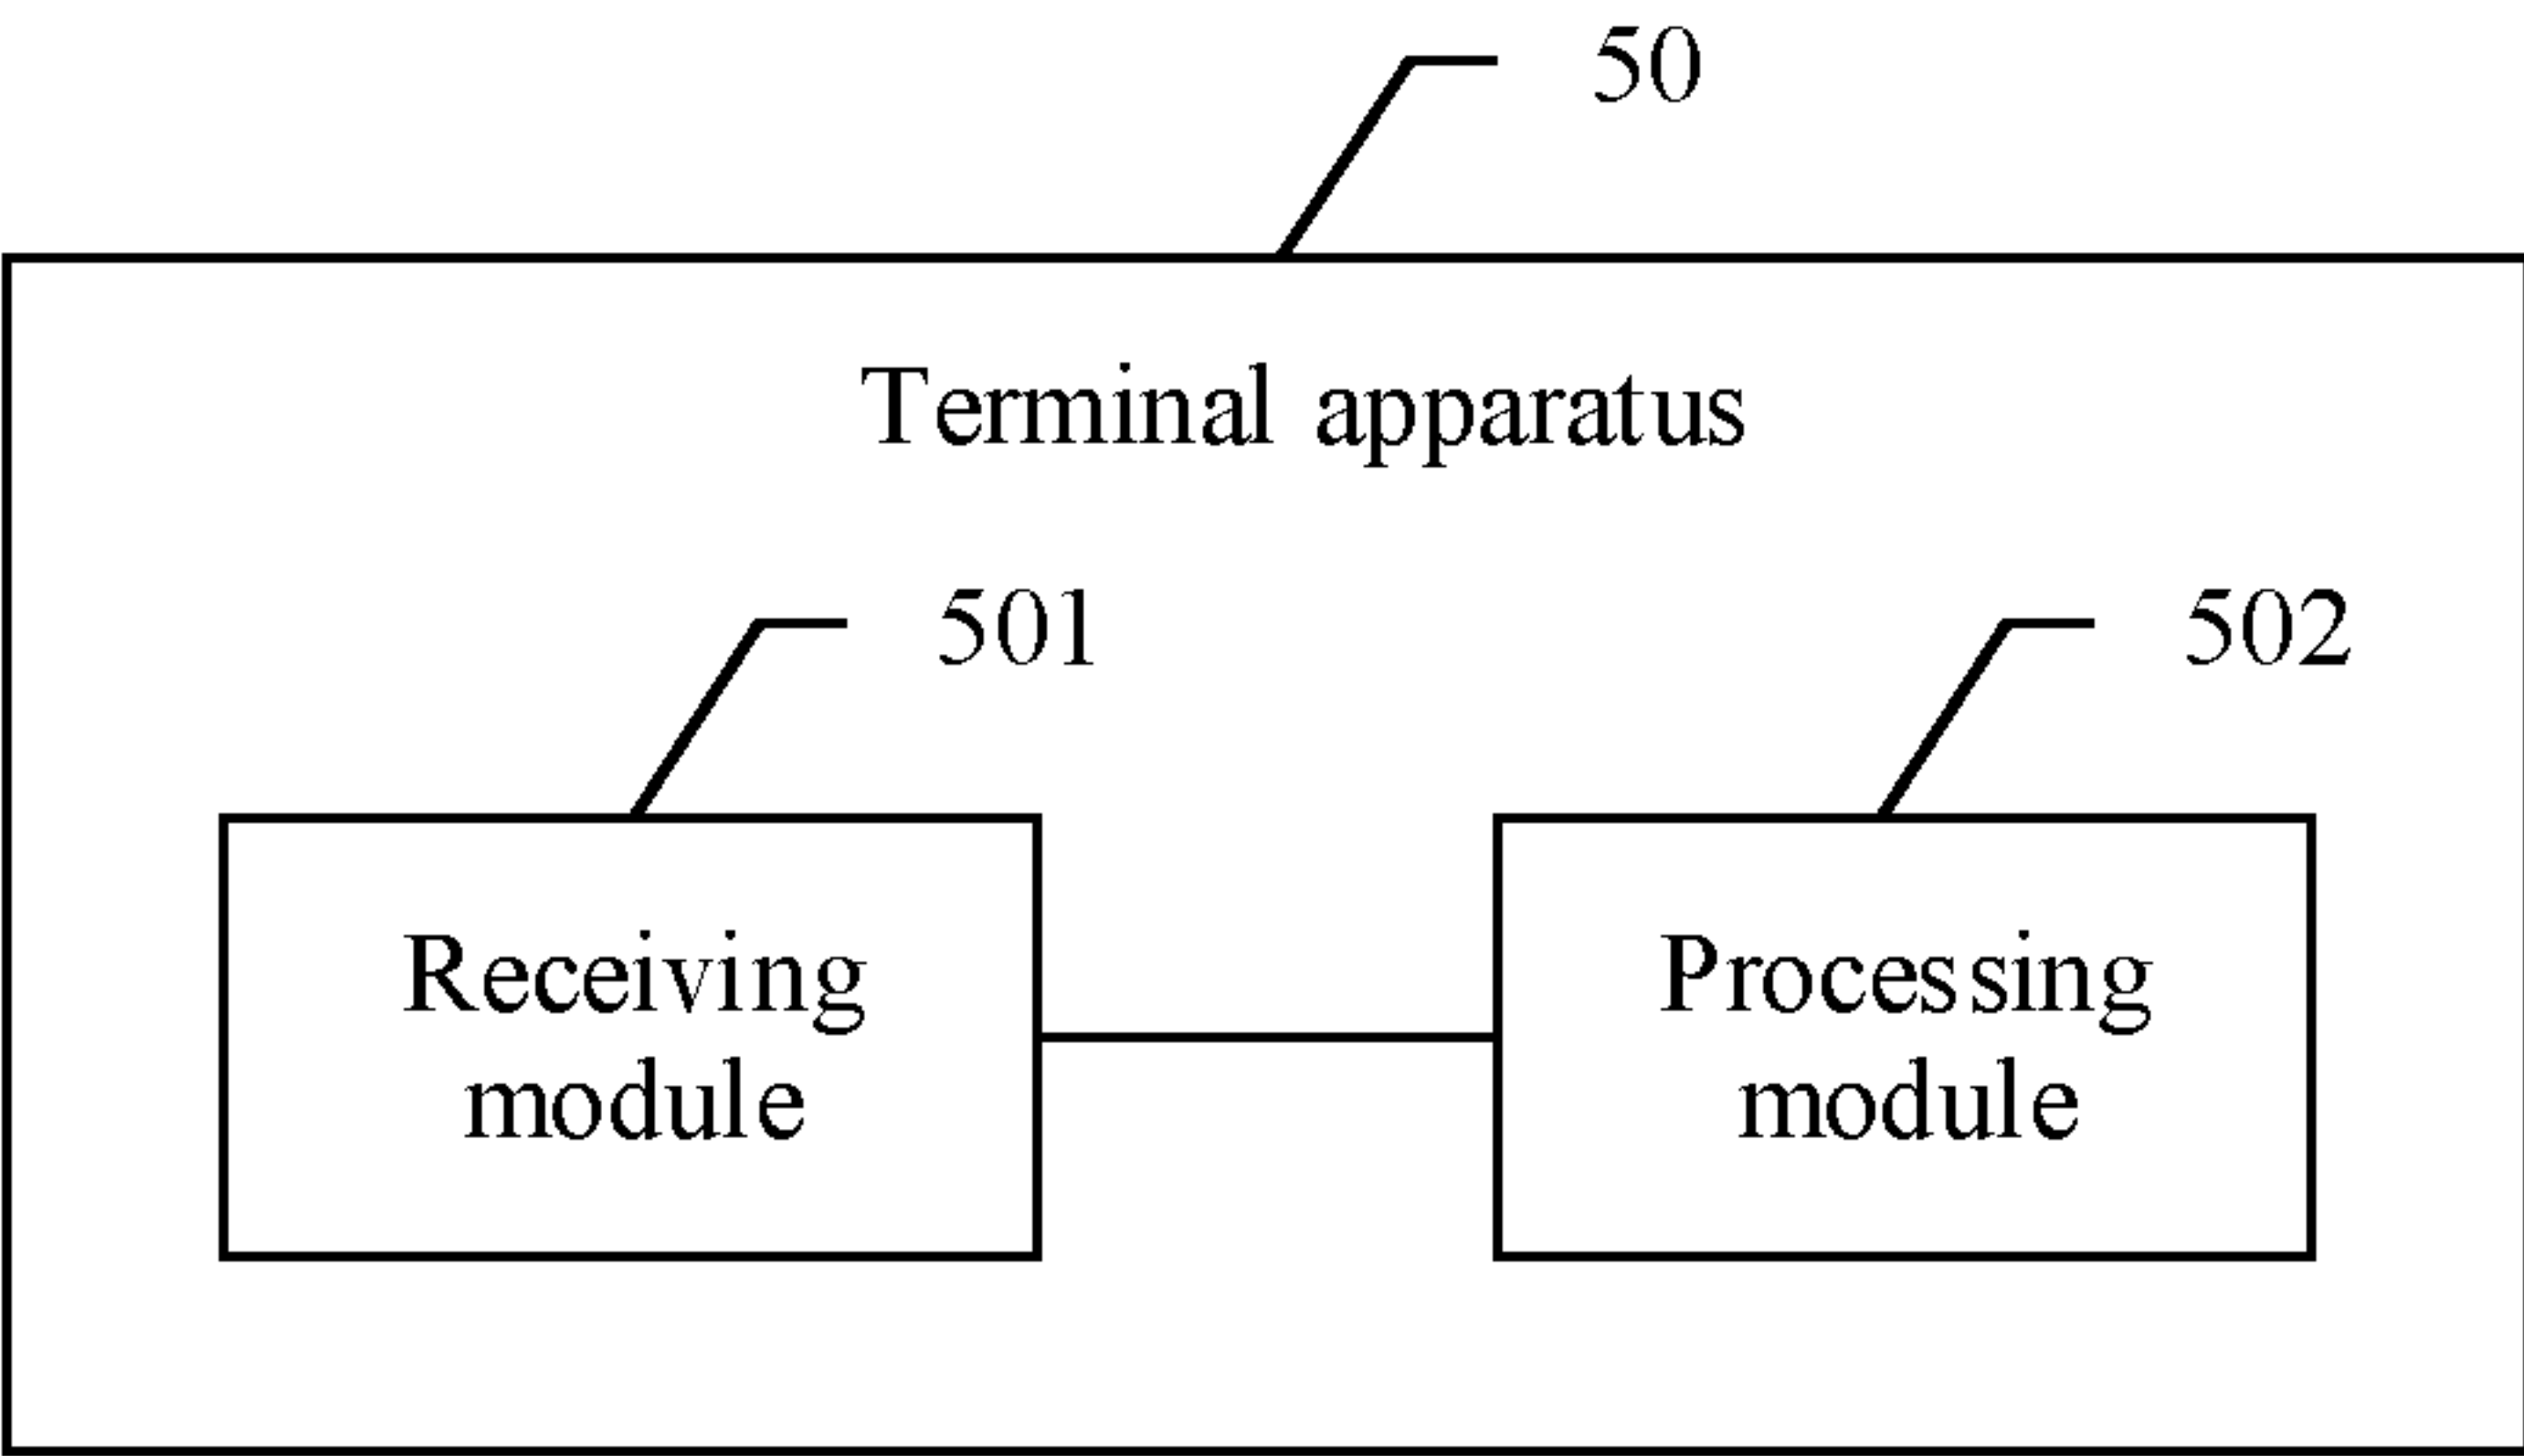 50
Terminal apparatus
501
502
Receiving
module
Processing
module